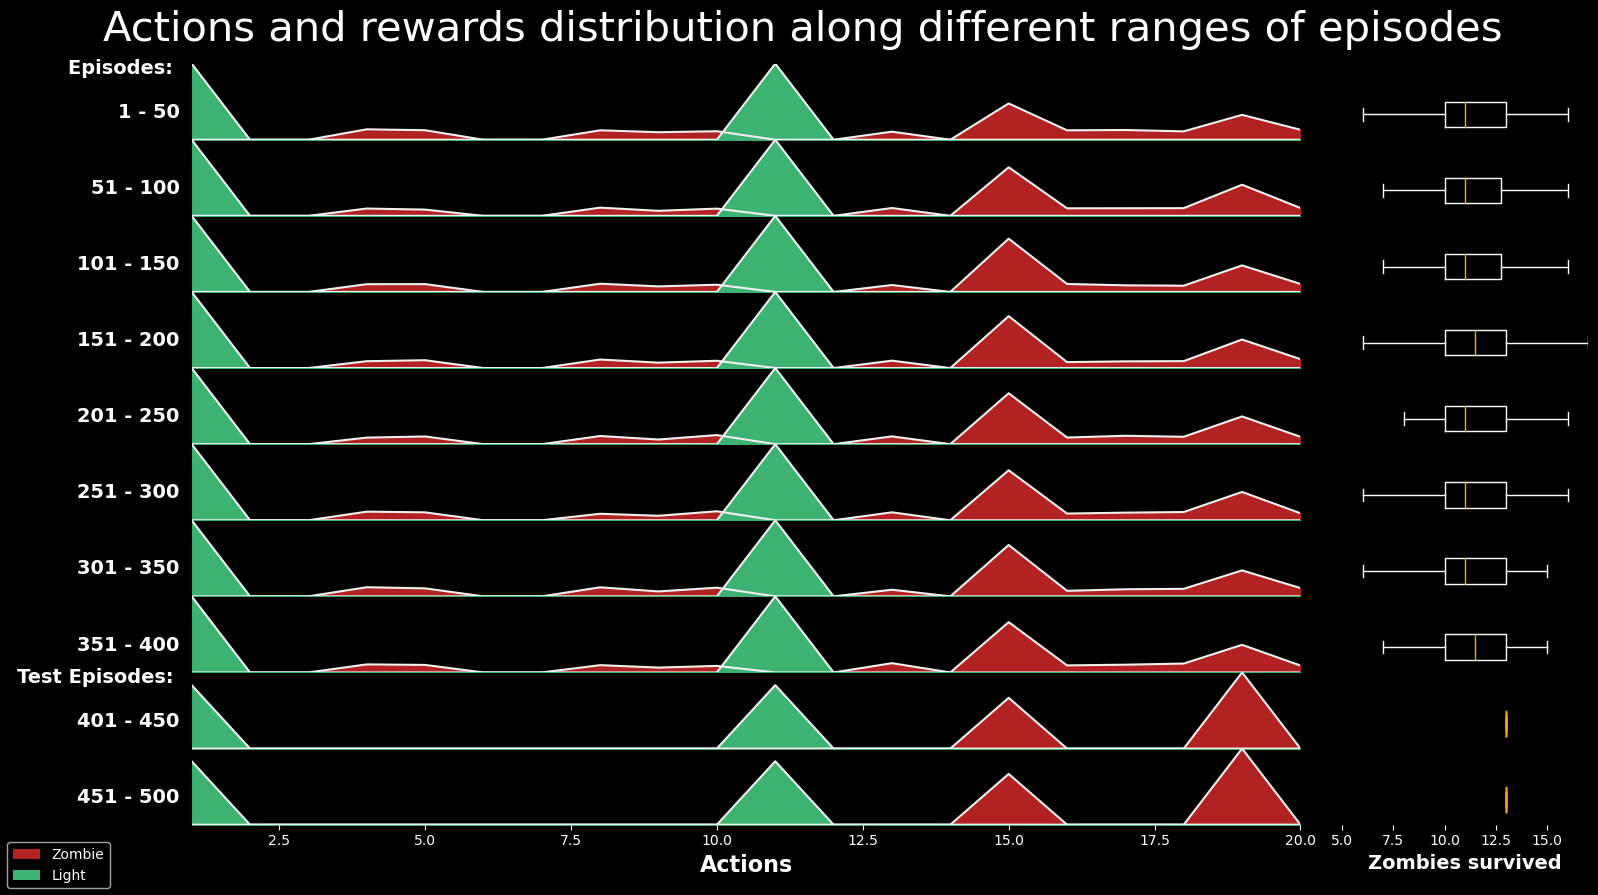 Actions and rewards distribution along different ranges of episodes
Episodes:
1 - 50
51 - 100
101 - 150
151 - 200
201 - 250
251 - 300
301 - 350
351 - 400
Test Episodes:
401 - 450
451 - 500
2.5 5.0 7.5 10.0 12.5 15.0 17.5 20.0 5.0 7.5 10.0 12.5 15.0
Actions
Zombies survived
Zombie
Light